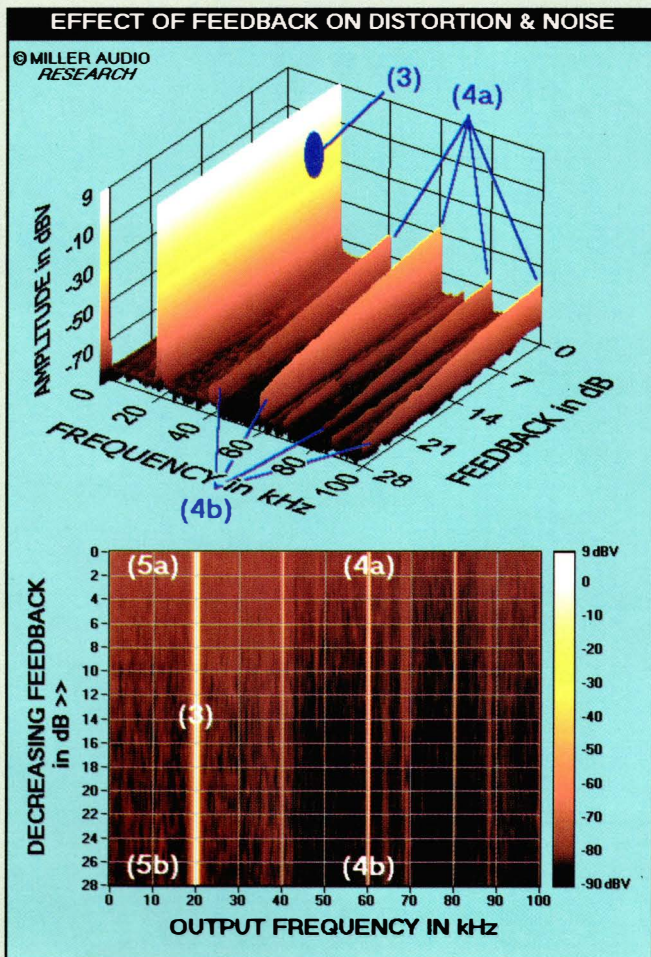 EFFECT OF FEEDBACK ON DISTORTION & NOISE
© MILLER AUDIO
RESEARCH
(3)
(4a)
9
-10
-30
-50
-70
AMPLITUDE in dBV
0
20
40
60
80
100
FREQUENCY in kHz
0
7
14
21
28
FEEDBACK in dB
(4b)
DECREASING FEEDBACK
in dB >>
0
2
4
6
8
10
12
14
16
18
20
22
24
26
28
(5a)
(4a)
(3)
(5b)
(4b)
9 dBV
0
-10
-20
-30
-40
-50
-60
-70
-80
-90 dBV
0 10 20 30 40 50 60 70 80 90 100
OUTPUT FREQUENCY IN kHz